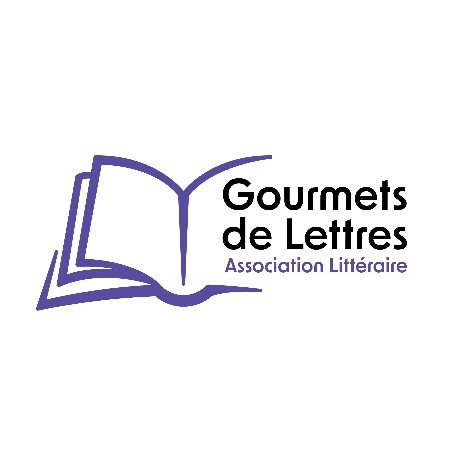 Gourmets
de Lettres
Association Littéraire